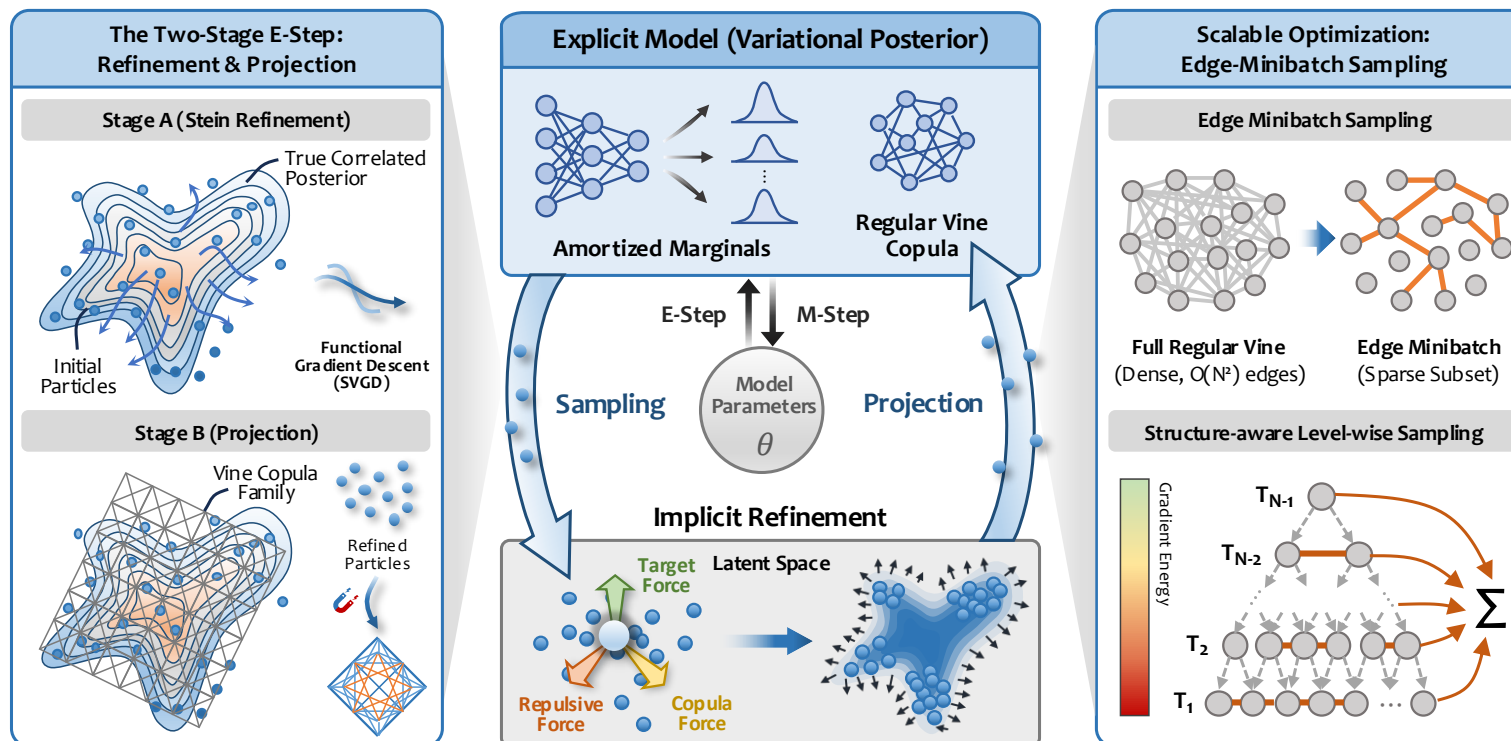 The Two-Stage E-Step:
Refinement & Projection
Stage A (Stein Refinement)
True Correlated
Posterior
Initial
Particles
Functional
Gradient Descent
(SVGD)
Stage B (Projection)
Vine Copula
Family
Refined
Particles
Explicit Model (Variational Posterior)
Amortized Marginals
Regular Vine
Copula
E-Step
M-Step
Sampling
Model
Parameters
θ
Projection
Implicit Refinement
Target
Force
Latent Space
Repulsive
Force
Copula
Force
Scalable Optimization:
Edge-Minibatch Sampling
Edge Minibatch Sampling
Full Regular Vine
(Dense, O(N²) edges)
Edge Minibatch
(Sparse Subset)
Structure-aware Level-wise Sampling
Gradient Energy
T_N-1
T_N-2
T₂
T₁
...
Σ